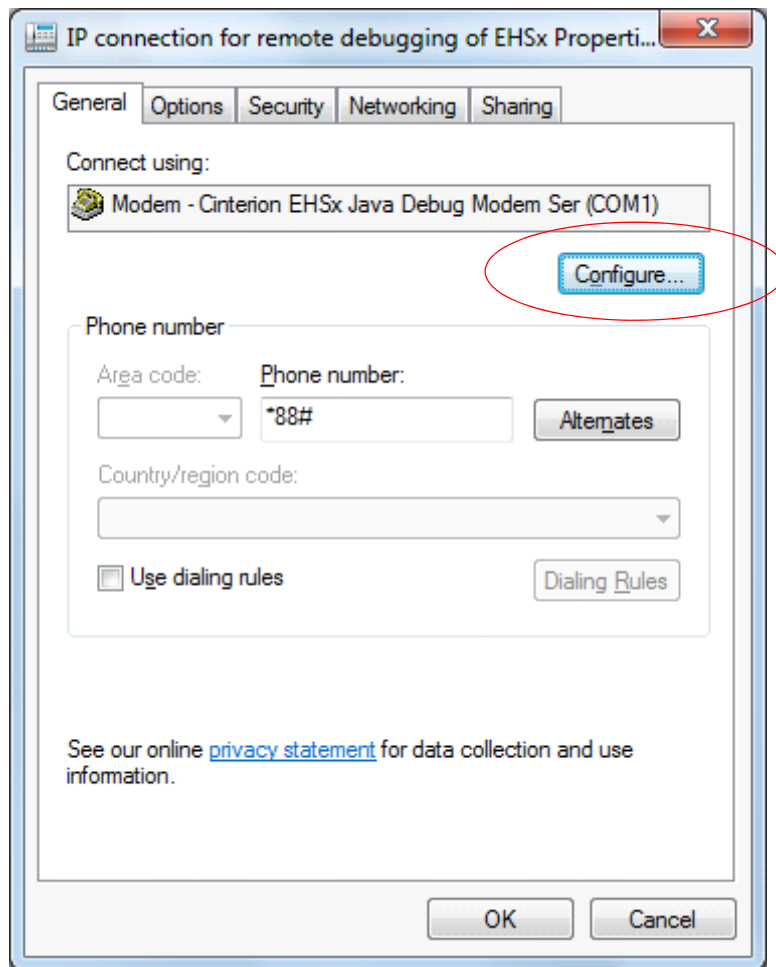 IP connection for remote debugging of EHSx Properti...
General Options Security Networking Sharing
Connect using:
Modem - Cinterion EHSx Java Debug Modem Ser (COM1)
Configure...
Phone number
Area code: Phone number:
*88#
Alternates
Country/region code:
Use dialing rules
Dialing Rules
See our online privacy statement for data collection and use
information.
OK Cancel